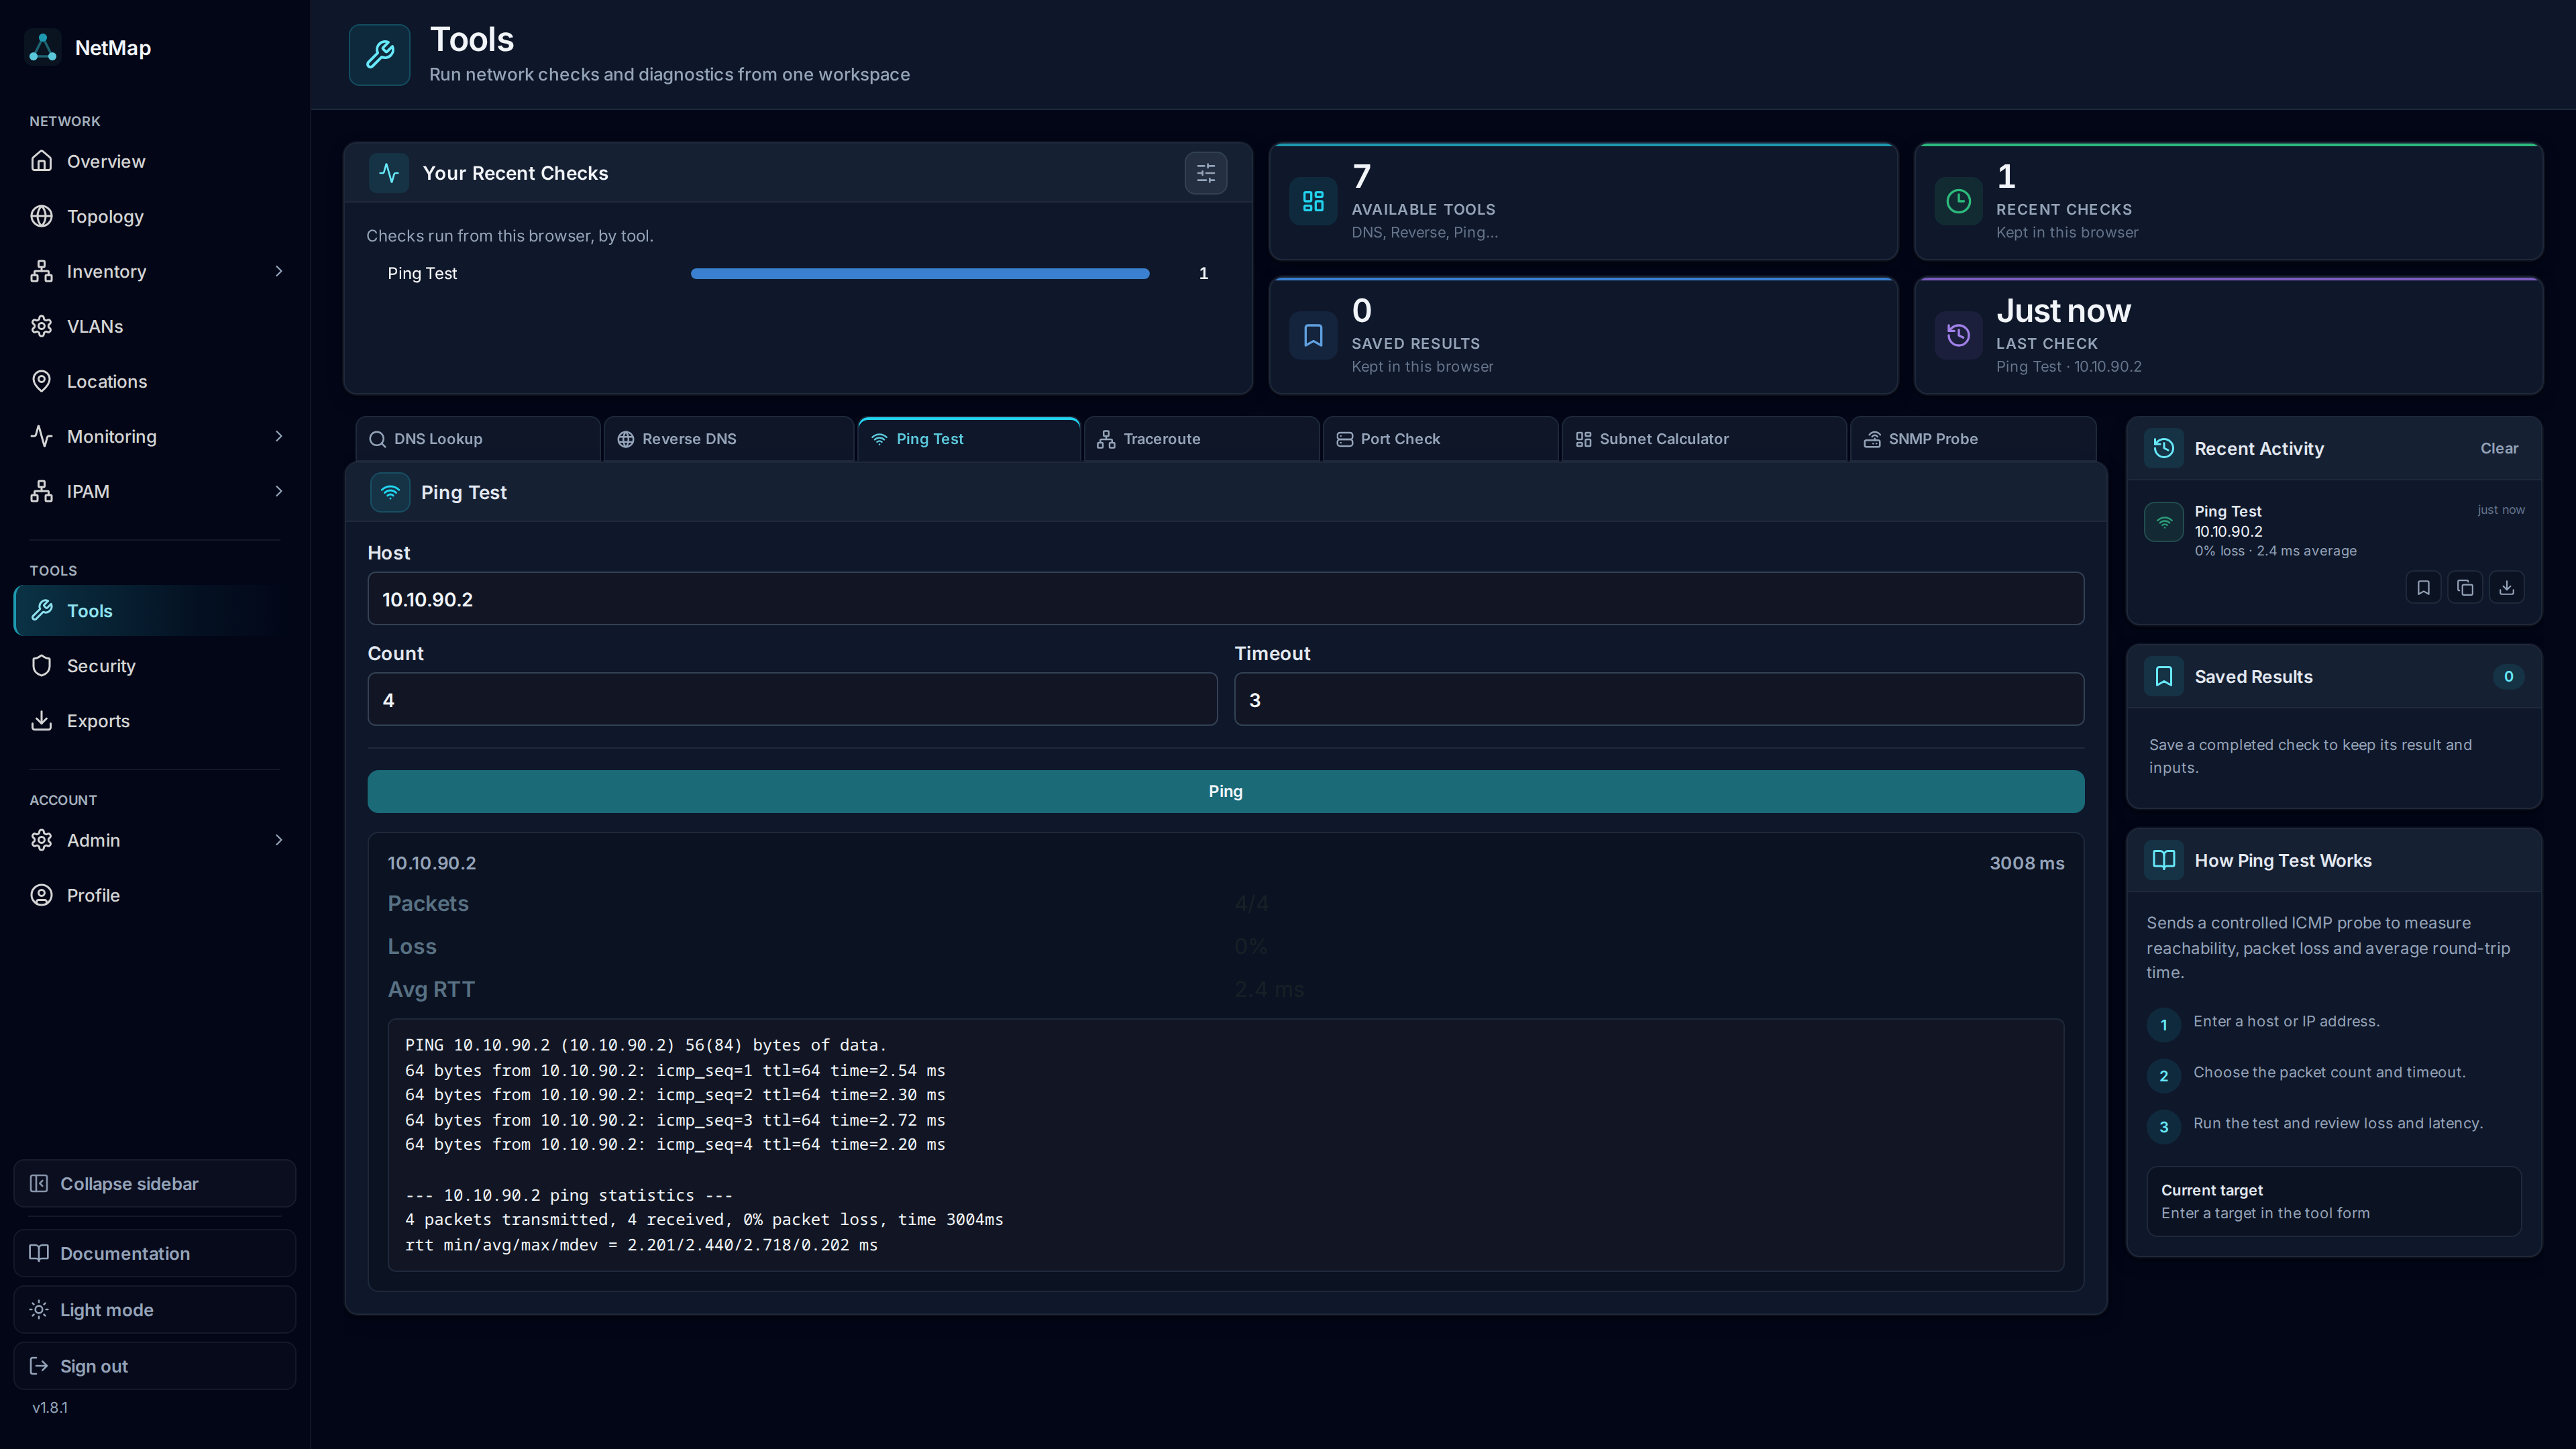 NetMap
NETWORK
Overview
Topology
Inventory
VLANs
Locations
Monitoring
IPAM
TOOLS
Tools
Security
Exports
ACCOUNT
Admin
Profile
Collapse sidebar
Documentation
Light mode
Sign out
v1.8.1
Tools
Run network checks and diagnostics from one workspace
Your Recent Checks
Checks run from this browser, by tool.
Ping Test 1
7
AVAILABLE TOOLS
DNS, Reverse, Ping...
1
RECENT CHECKS
Kept in this browser
0
SAVED RESULTS
Kept in this browser
Just now
LAST CHECK
Ping Test · 10.10.90.2
DNS Lookup Reverse DNS Ping Test Traceroute Port Check Subnet Calculator SNMP Probe
Ping Test
Host
10.10.90.2
Count Timeout
4 3
Ping
10.10.90.2 3008 ms
Packets 4/4
Loss 0%
Avg RTT 2.4 ms
PING 10.10.90.2 (10.10.90.2) 56(84) bytes of data.
64 bytes from 10.10.90.2: icmp_seq=1 ttl=64 time=2.54 ms
64 bytes from 10.10.90.2: icmp_seq=2 ttl=64 time=2.30 ms
64 bytes from 10.10.90.2: icmp_seq=3 ttl=64 time=2.72 ms
64 bytes from 10.10.90.2: icmp_seq=4 ttl=64 time=2.20 ms
--- 10.10.90.2 ping statistics ---
4 packets transmitted, 4 received, 0% packet loss, time 3004ms
rtt min/avg/max/mdev = 2.201/2.440/2.718/0.202 ms
Recent Activity Clear
Ping Test just now
10.10.90.2
0% loss · 2.4 ms average
Saved Results 0
Save a completed check to keep its result and
inputs.
How Ping Test Works
Sends a controlled ICMP probe to measure
reachability, packet loss and average round-trip
time.
1 Enter a host or IP address.
2 Choose the packet count and timeout.
3 Run the test and review loss and latency.
Current target
Enter a target in the tool form